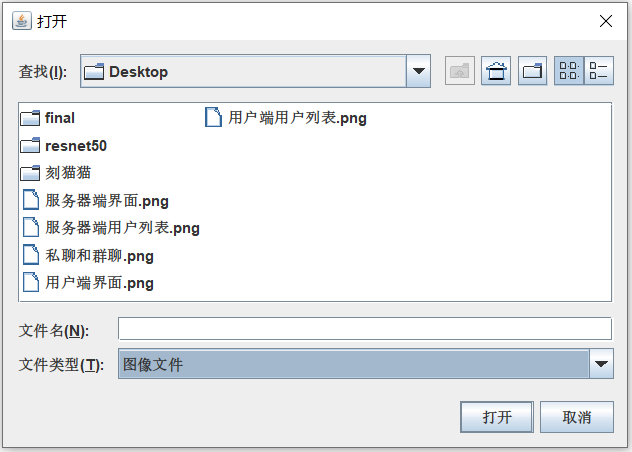 打开
查找(I): Desktop
final
resnet50
刻猫猫
服务器端界面.png
服务器端用户列表.png
私聊和群聊.png
用户端界面.png
用户端用户列表.png
文件名(N):
文件类型(T): 图像文件
打开 取消